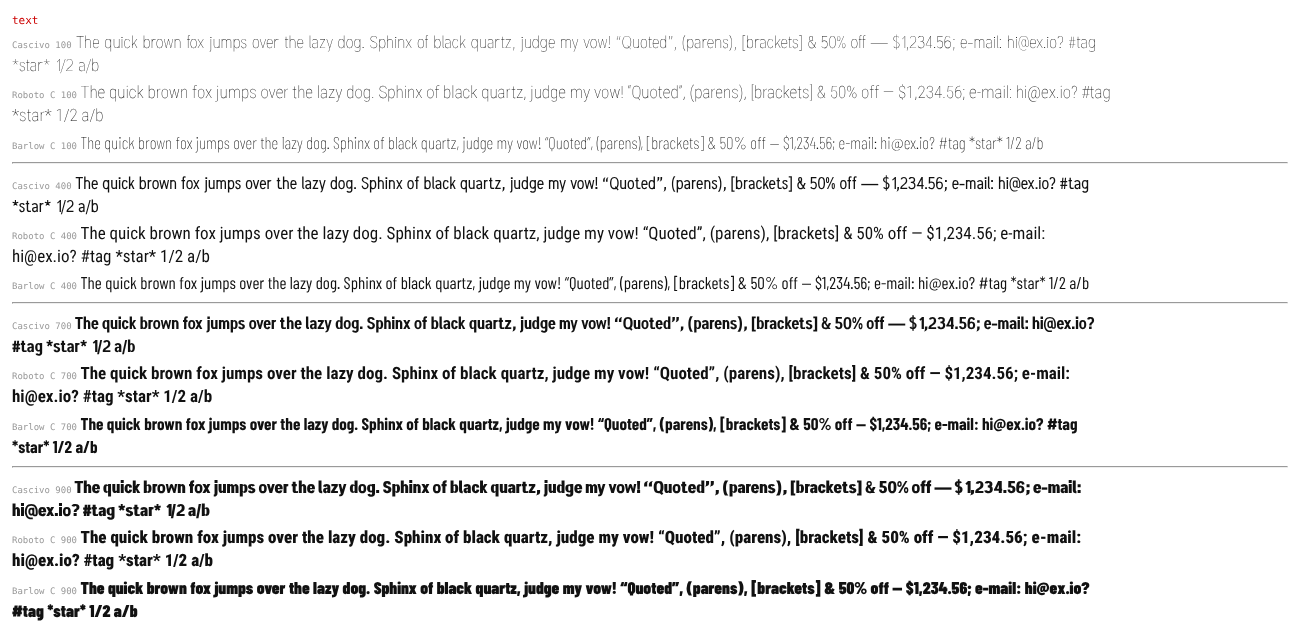 text
Cascivo 100 The quick brown fox jumps over the lazy dog. Sphinx of black quartz, judge my vow! “Quoted”, (parens), [brackets] & 50% off — $1,234.56; e-mail: hi@ex.io? #tag
*star* 1/2 a/b
Roboto C 100 The quick brown fox jumps over the lazy dog. Sphinx of black quartz, judge my vow! “Quoted”, (parens), [brackets] & 50% off — $1,234.56; e-mail: hi@ex.io? #tag
*star* 1/2 a/b
Barlow C 100 The quick brown fox jumps over the lazy dog. Sphinx of black quartz, judge my vow! “Quoted”, (parens), [brackets] & 50% off — $1,234.56; e-mail: hi@ex.io? #tag *star* 1/2 a/b
Cascivo 400 The quick brown fox jumps over the lazy dog. Sphinx of black quartz, judge my vow! “Quoted”, (parens), [brackets] & 50% off — $1,234.56; e-mail: hi@ex.io? #tag
*star* 1/2 a/b
Roboto C 400 The quick brown fox jumps over the lazy dog. Sphinx of black quartz, judge my vow! “Quoted”, (parens), [brackets] & 50% off — $1,234.56; e-mail:
hi@ex.io? #tag *star* 1/2 a/b
Barlow C 400 The quick brown fox jumps over the lazy dog. Sphinx of black quartz, judge my vow! “Quoted”, (parens), [brackets] & 50% off — $1,234.56; e-mail: hi@ex.io? #tag *star* 1/2 a/b
Cascivo 700 The quick brown fox jumps over the lazy dog. Sphinx of black quartz, judge my vow! “Quoted”, (parens), [brackets] & 50% off — $1,234.56; e-mail: hi@ex.io?
#tag *star* 1/2 a/b
Roboto C 700 The quick brown fox jumps over the lazy dog. Sphinx of black quartz, judge my vow! “Quoted”, (parens), [brackets] & 50% off — $1,234.56; e-mail:
hi@ex.io? #tag *star* 1/2 a/b
Barlow C 700 The quick brown fox jumps over the lazy dog. Sphinx of black quartz, judge my vow! “Quoted”, (parens), [brackets] & 50% off — $1,234.56; e-mail: hi@ex.io? #tag
*star* 1/2 a/b
Cascivo 900 The quick brown fox jumps over the lazy dog. Sphinx of black quartz, judge my vow! “Quoted”, (parens), [brackets] & 50% off — $1,234.56; e-mail:
hi@ex.io? #tag *star* 1/2 a/b
Roboto C 900 The quick brown fox jumps over the lazy dog. Sphinx of black quartz, judge my vow! “Quoted”, (parens), [brackets] & 50% off — $1,234.56; e-mail:
hi@ex.io? #tag *star* 1/2 a/b
Barlow C 900 The quick brown fox jumps over the lazy dog. Sphinx of black quartz, judge my vow! “Quoted”, (parens), [brackets] & 50% off — $1,234.56; e-mail: hi@ex.io?
#tag *star* 1/2 a/b